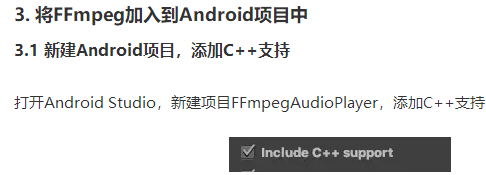 3. 将FFmpeg加入到Android项目中
3.1 新建Android项目，添加C++支持
打开Android Studio，新建项目FFmpegAudioPlayer，添加C++支持
Include C++ support